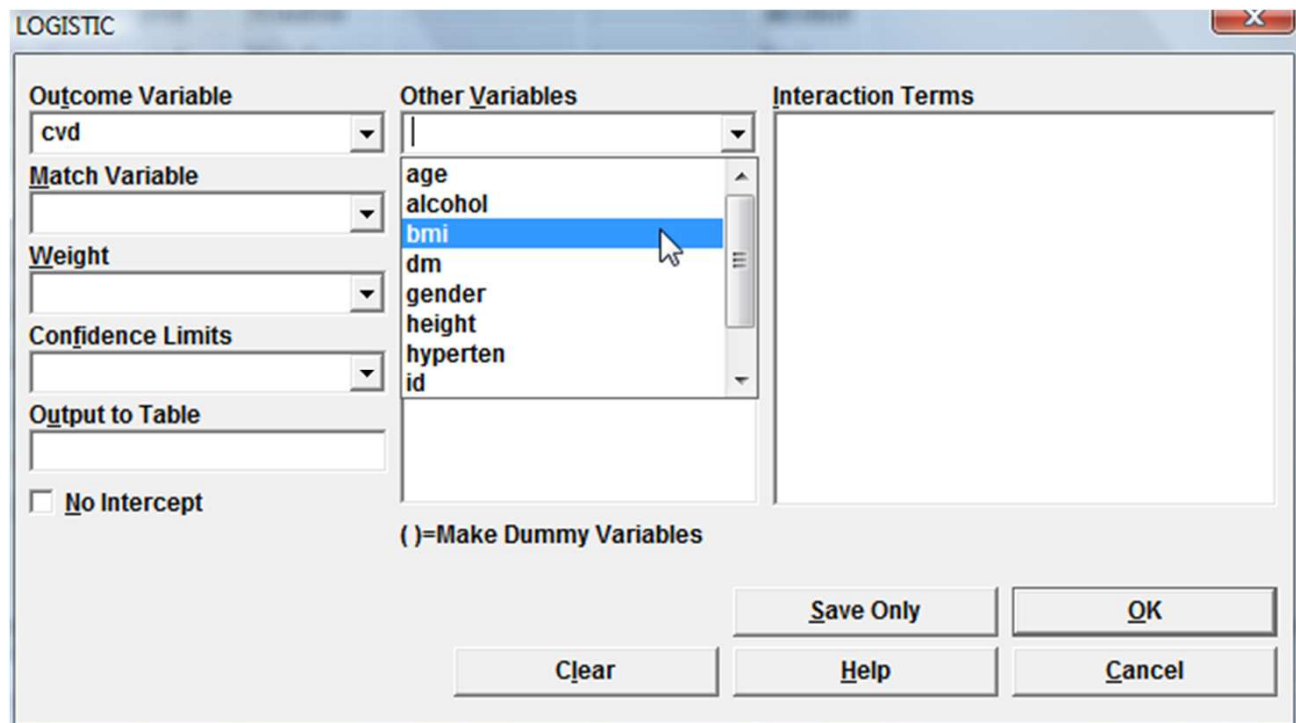 LOGISTIC
Outcome Variable
cvd
Match Variable
Weight
Confidence Limits
Output to Table
No Intercept
Other Variables
age
alcohol
bmi
dm
gender
height
hyperten
id
( )=Make Dummy Variables
Interaction Terms
Save Only
OK
Clear
Help
Cancel